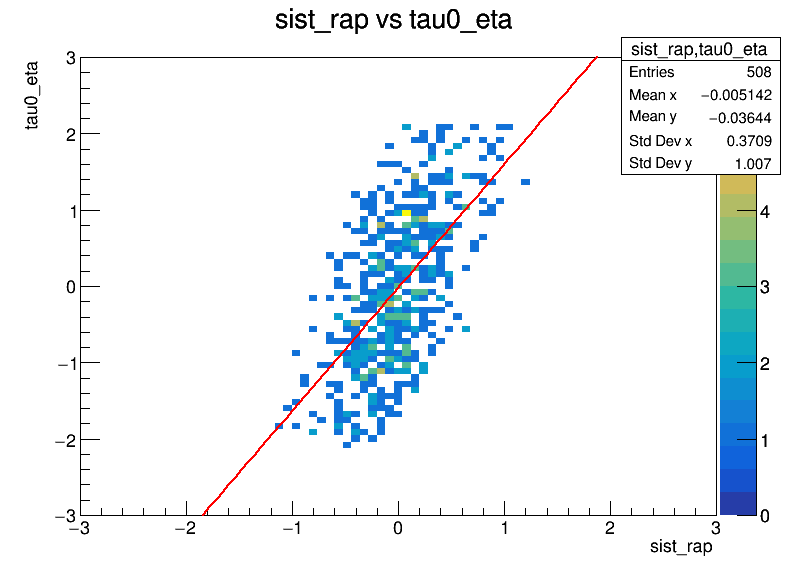 sist_rap vs tau0_eta
sist_rap,tau0_eta
Entries 508
Mean x −0.005142
Mean y −0.03644
Std Dev x 0.3709
Std Dev y 1.007
tau0_eta
3
2
1
0
−1
−2
−3
−3 −2 −1 0 1 2 3
sist_rap
4
3
2
1
0